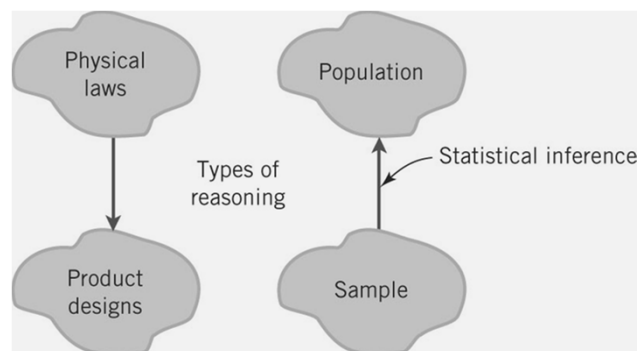 Physical
laws
Population
Types of
reasoning
Statistical inference
Product
designs
Sample